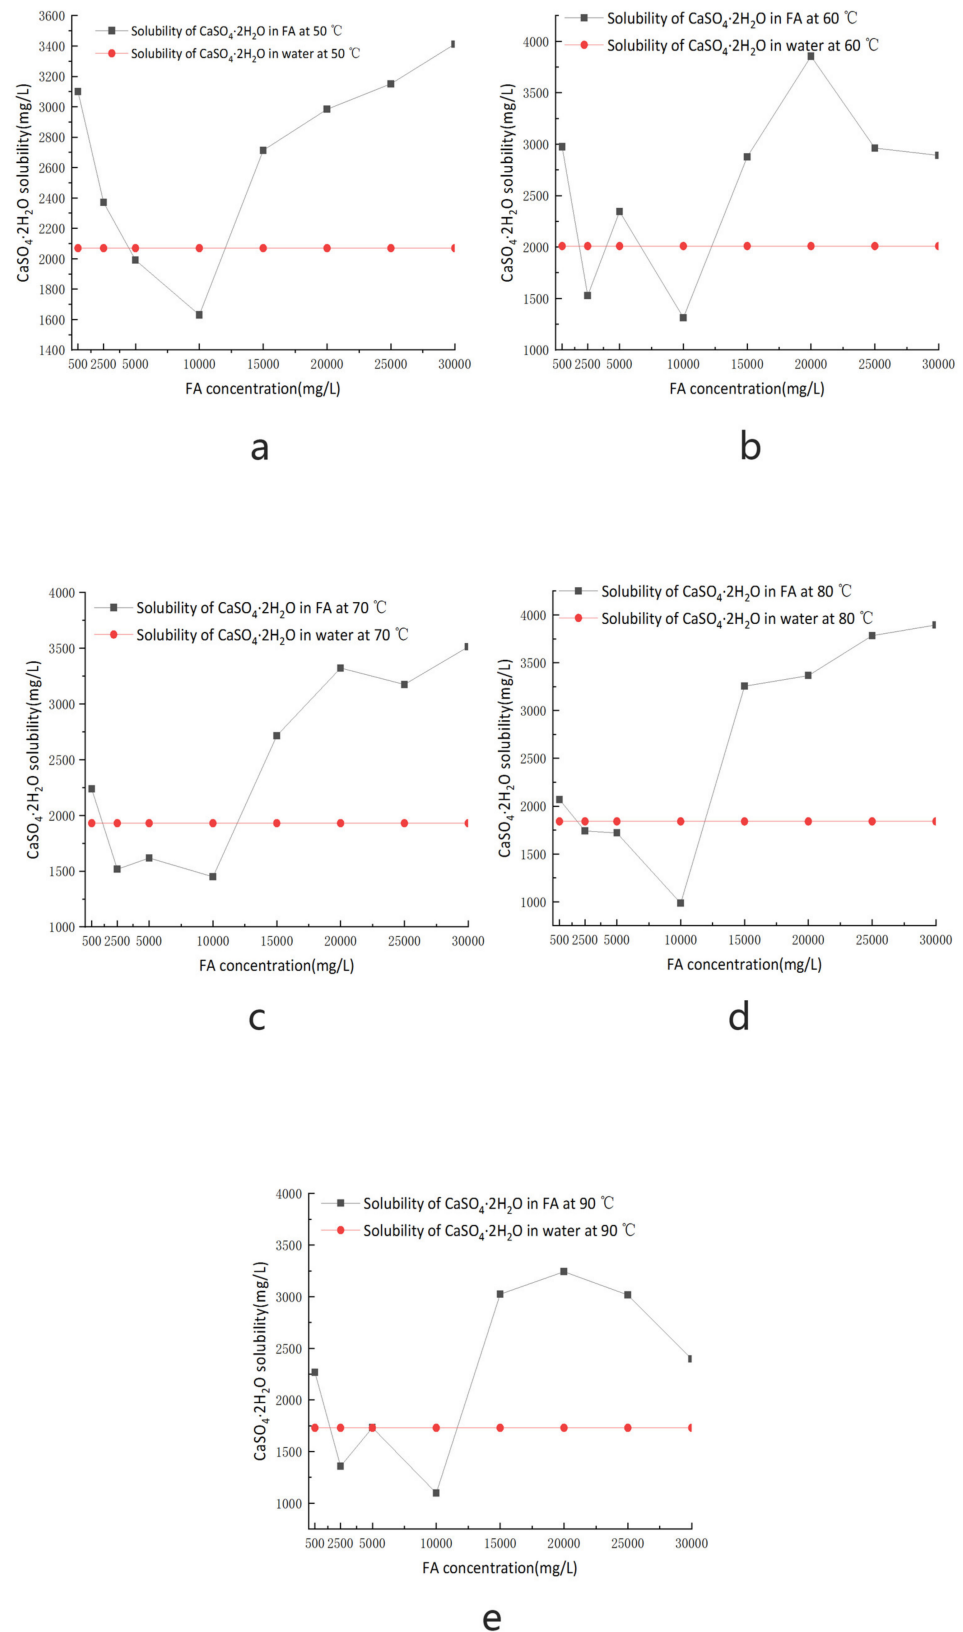 Solubility of CaSO₄·2H₂O in FA at 50 ℃
Solubility of CaSO₄·2H₂O in water at 50 ℃
CaSO₄·2H₂O solubility(mg/L)
3600
3400
3200
3000
2800
2600
2400
2200
2000
1800
1600
1400
500 2500 5000 10000 15000 20000 25000 30000
FA concentration(mg/L)
a
Solubility of CaSO₄·2H₂O in FA at 60 ℃
Solubility of CaSO₄·2H₂O in water at 60 ℃
CaSO₄·2H₂O solubility(mg/L)
4000
3500
3000
2500
2000
1500
1000
500 2500 5000 10000 15000 20000 25000 30000
FA concentration(mg/L)
b
Solubility of CaSO₄·2H₂O in FA at 70 ℃
Solubility of CaSO₄·2H₂O in water at 70 ℃
CaSO₄·2H₂O solubility(mg/L)
4000
3500
3000
2500
2000
1500
1000
500 2500 5000 10000 15000 20000 25000 30000
FA concentration(mg/L)
c
Solubility of CaSO₄·2H₂O in FA at 80 ℃
Solubility of CaSO₄·2H₂O in water at 80 ℃
CaSO₄·2H₂O solubility(mg/L)
4000
3500
3000
2500
2000
1500
1000
500 2500 5000 10000 15000 20000 25000 30000
FA concentration(mg/L)
d
Solubility of CaSO₄·2H₂O in FA at 90 ℃
Solubility of CaSO₄·2H₂O in water at 90 ℃
CaSO₄·2H₂O solubility(mg/L)
4000
3500
3000
2500
2000
1500
1000
500 2500 5000 10000 15000 20000 25000 30000
FA concentration(mg/L)
e